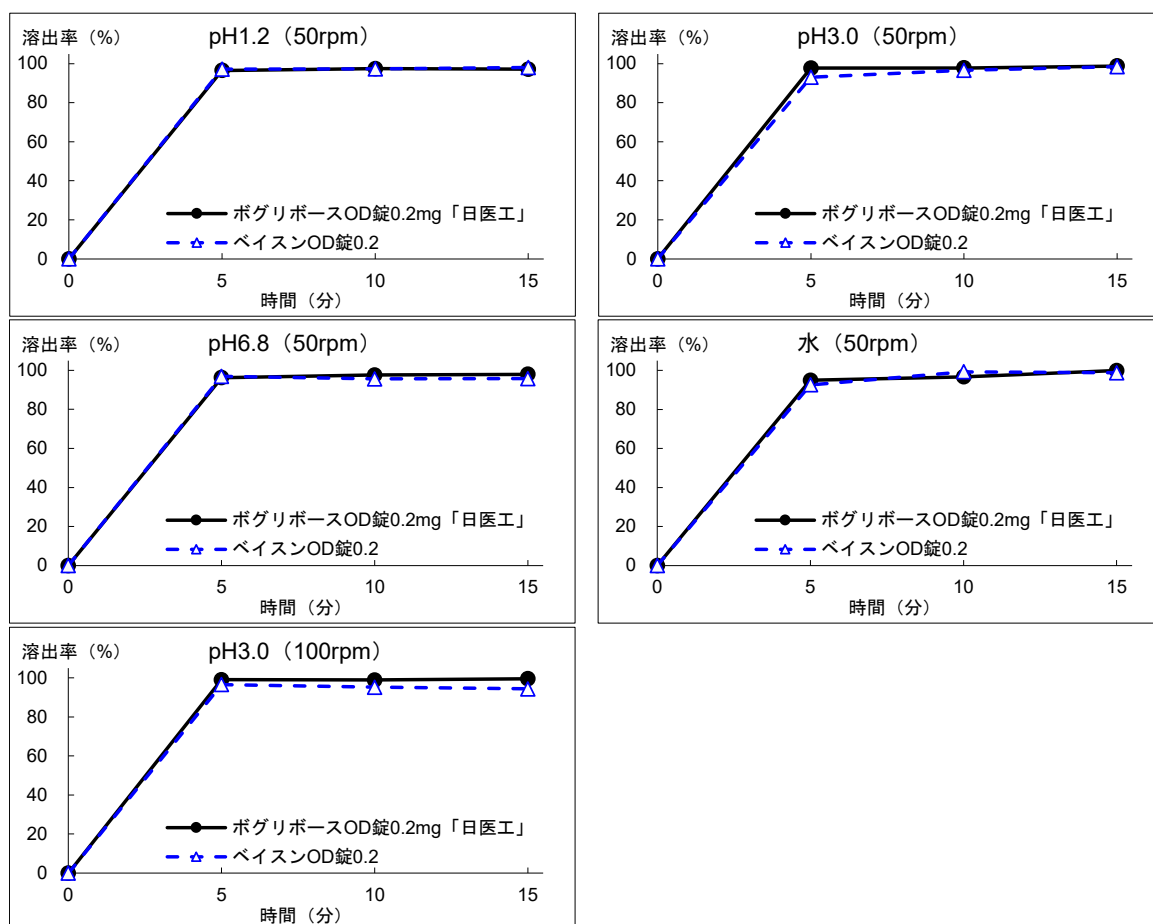 溶出率（%） pH1.2（50rpm）
100
80
60
40
20
0
ボグリボースOD錠0.2mg「日医工」
ベイスンOD錠0.2
0 5 10 15
時間（分）
溶出率（%） pH3.0（50rpm）
100
80
60
40
20
0
ボグリボースOD錠0.2mg「日医工」
ベイスンOD錠0.2
0 5 10 15
時間（分）
溶出率（%） pH6.8（50rpm）
100
80
60
40
20
0
ボグリボースOD錠0.2mg「日医工」
ベイスンOD錠0.2
0 5 10 15
時間（分）
溶出率（%） 水（50rpm）
100
80
60
40
20
0
ボグリボースOD錠0.2mg「日医工」
ベイスンOD錠0.2
0 5 10 15
時間（分）
溶出率（%） pH3.0（100rpm）
100
80
60
40
20
0
ボグリボースOD錠0.2mg「日医工」
ベイスンOD錠0.2
0 5 10 15
時間（分）